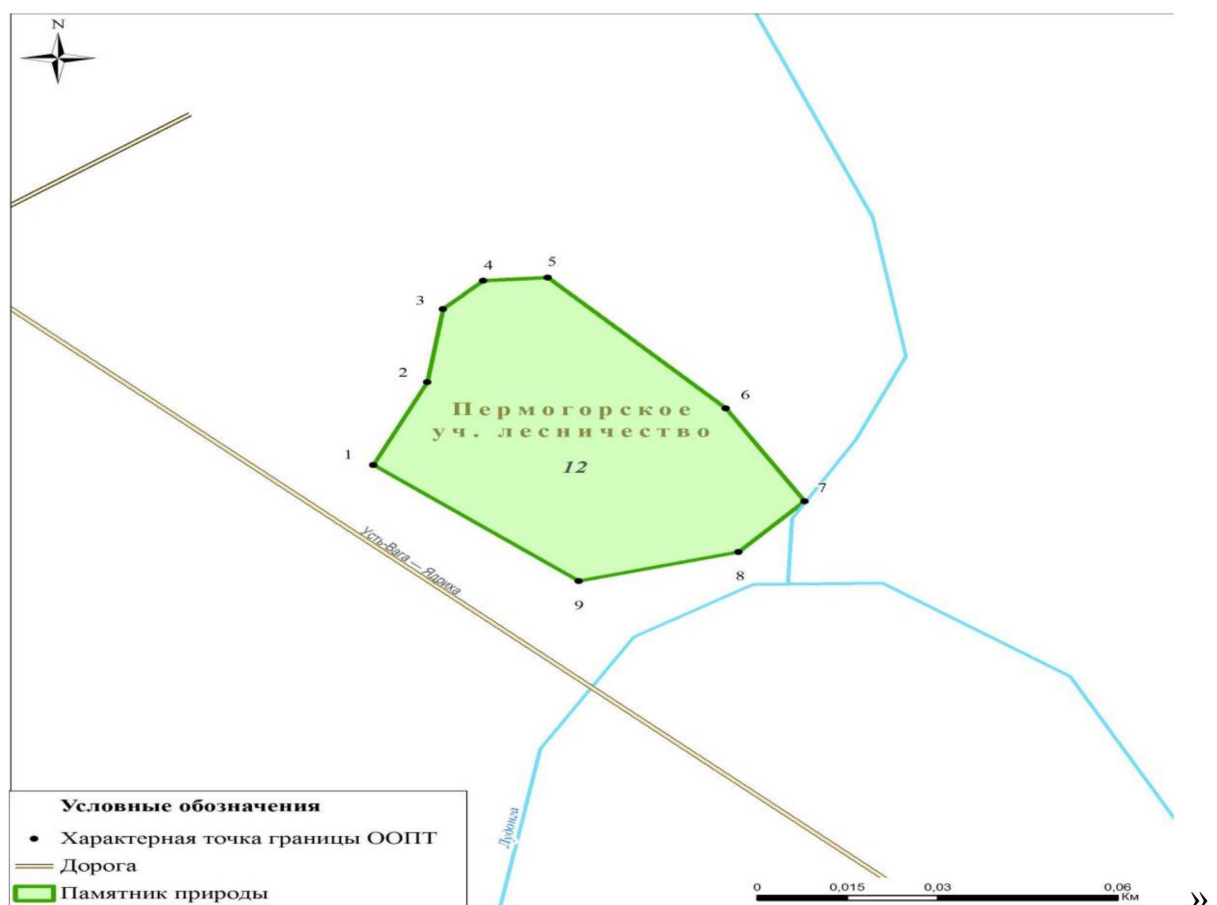 N
5
4
3
2
6
Пермогорское
уч. лесничество
12
1
7
Усть-Вага — Ядриха
8
9
Лудонга
Условные обозначения
Характерная точка границы ООПТ
Дорога
Памятник природы
0 0,015 0,03 0,06
Км
»